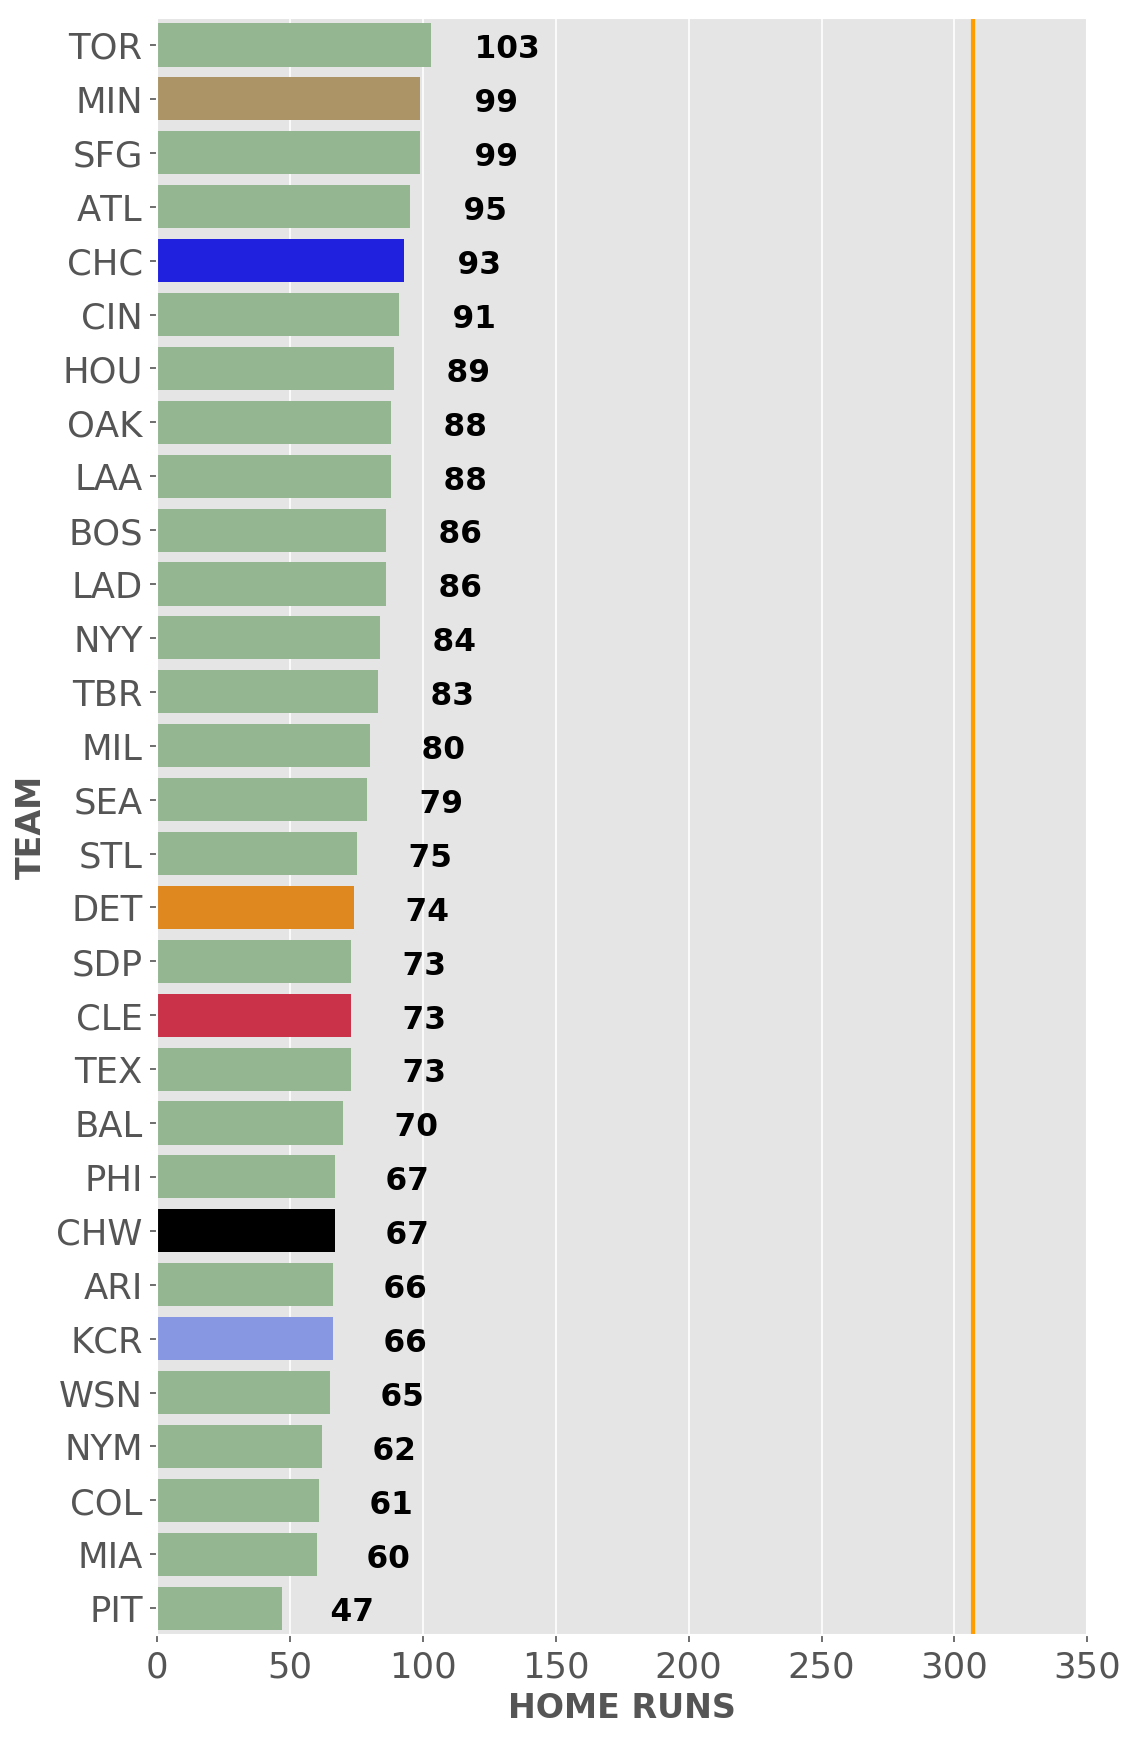 TOR 103
MIN 99
SFG 99
ATL 95
CHC 93
CIN 91
HOU 89
OAK 88
LAA 88
BOS 86
LAD 86
NYY 84
TBR 83
MIL 80
SEA 79
STL 75
DET 74
SDP 73
CLE 73
TEX 73
BAL 70
PHI 67
CHW 67
ARI 66
KCR 66
WSN 65
NYM 62
COL 61
MIA 60
PIT 47
TEAM
0 50 100 150 200 250 300 350
HOME RUNS